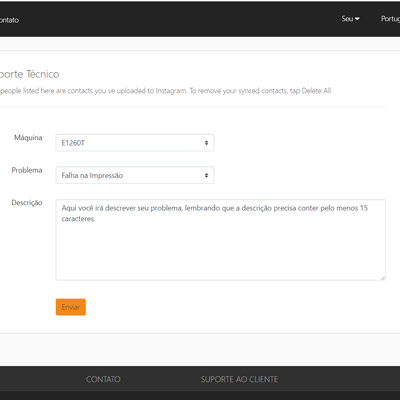 ontato Seu Portug
porte Técnico
people listed here are contacts you ve uploaded to Instagram. To remove your synced contacts, tap Delete All.
Máquina E1260T
Problema Falha na Impressão
Descrição Aqui você irá descrever seu problema, lembrando que a descrição precisa conter pelo menos 15
caracteres.
Enviar
CONTATO SUPORTE AO CLIENTE